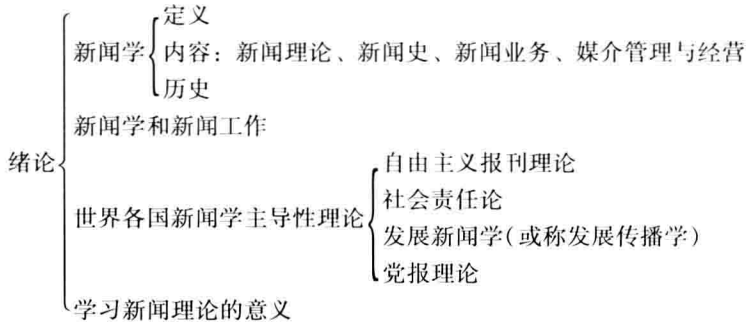 定义
新闻学
内容：新闻理论、新闻史、新闻业务、媒介管理与经营
历史
新闻学和新闻工作
绪论
自由主义报刊理论
社会责任论
世界各国新闻学主导性理论
发展新闻学(或称发展传播学)
党报理论
学习新闻理论的意义